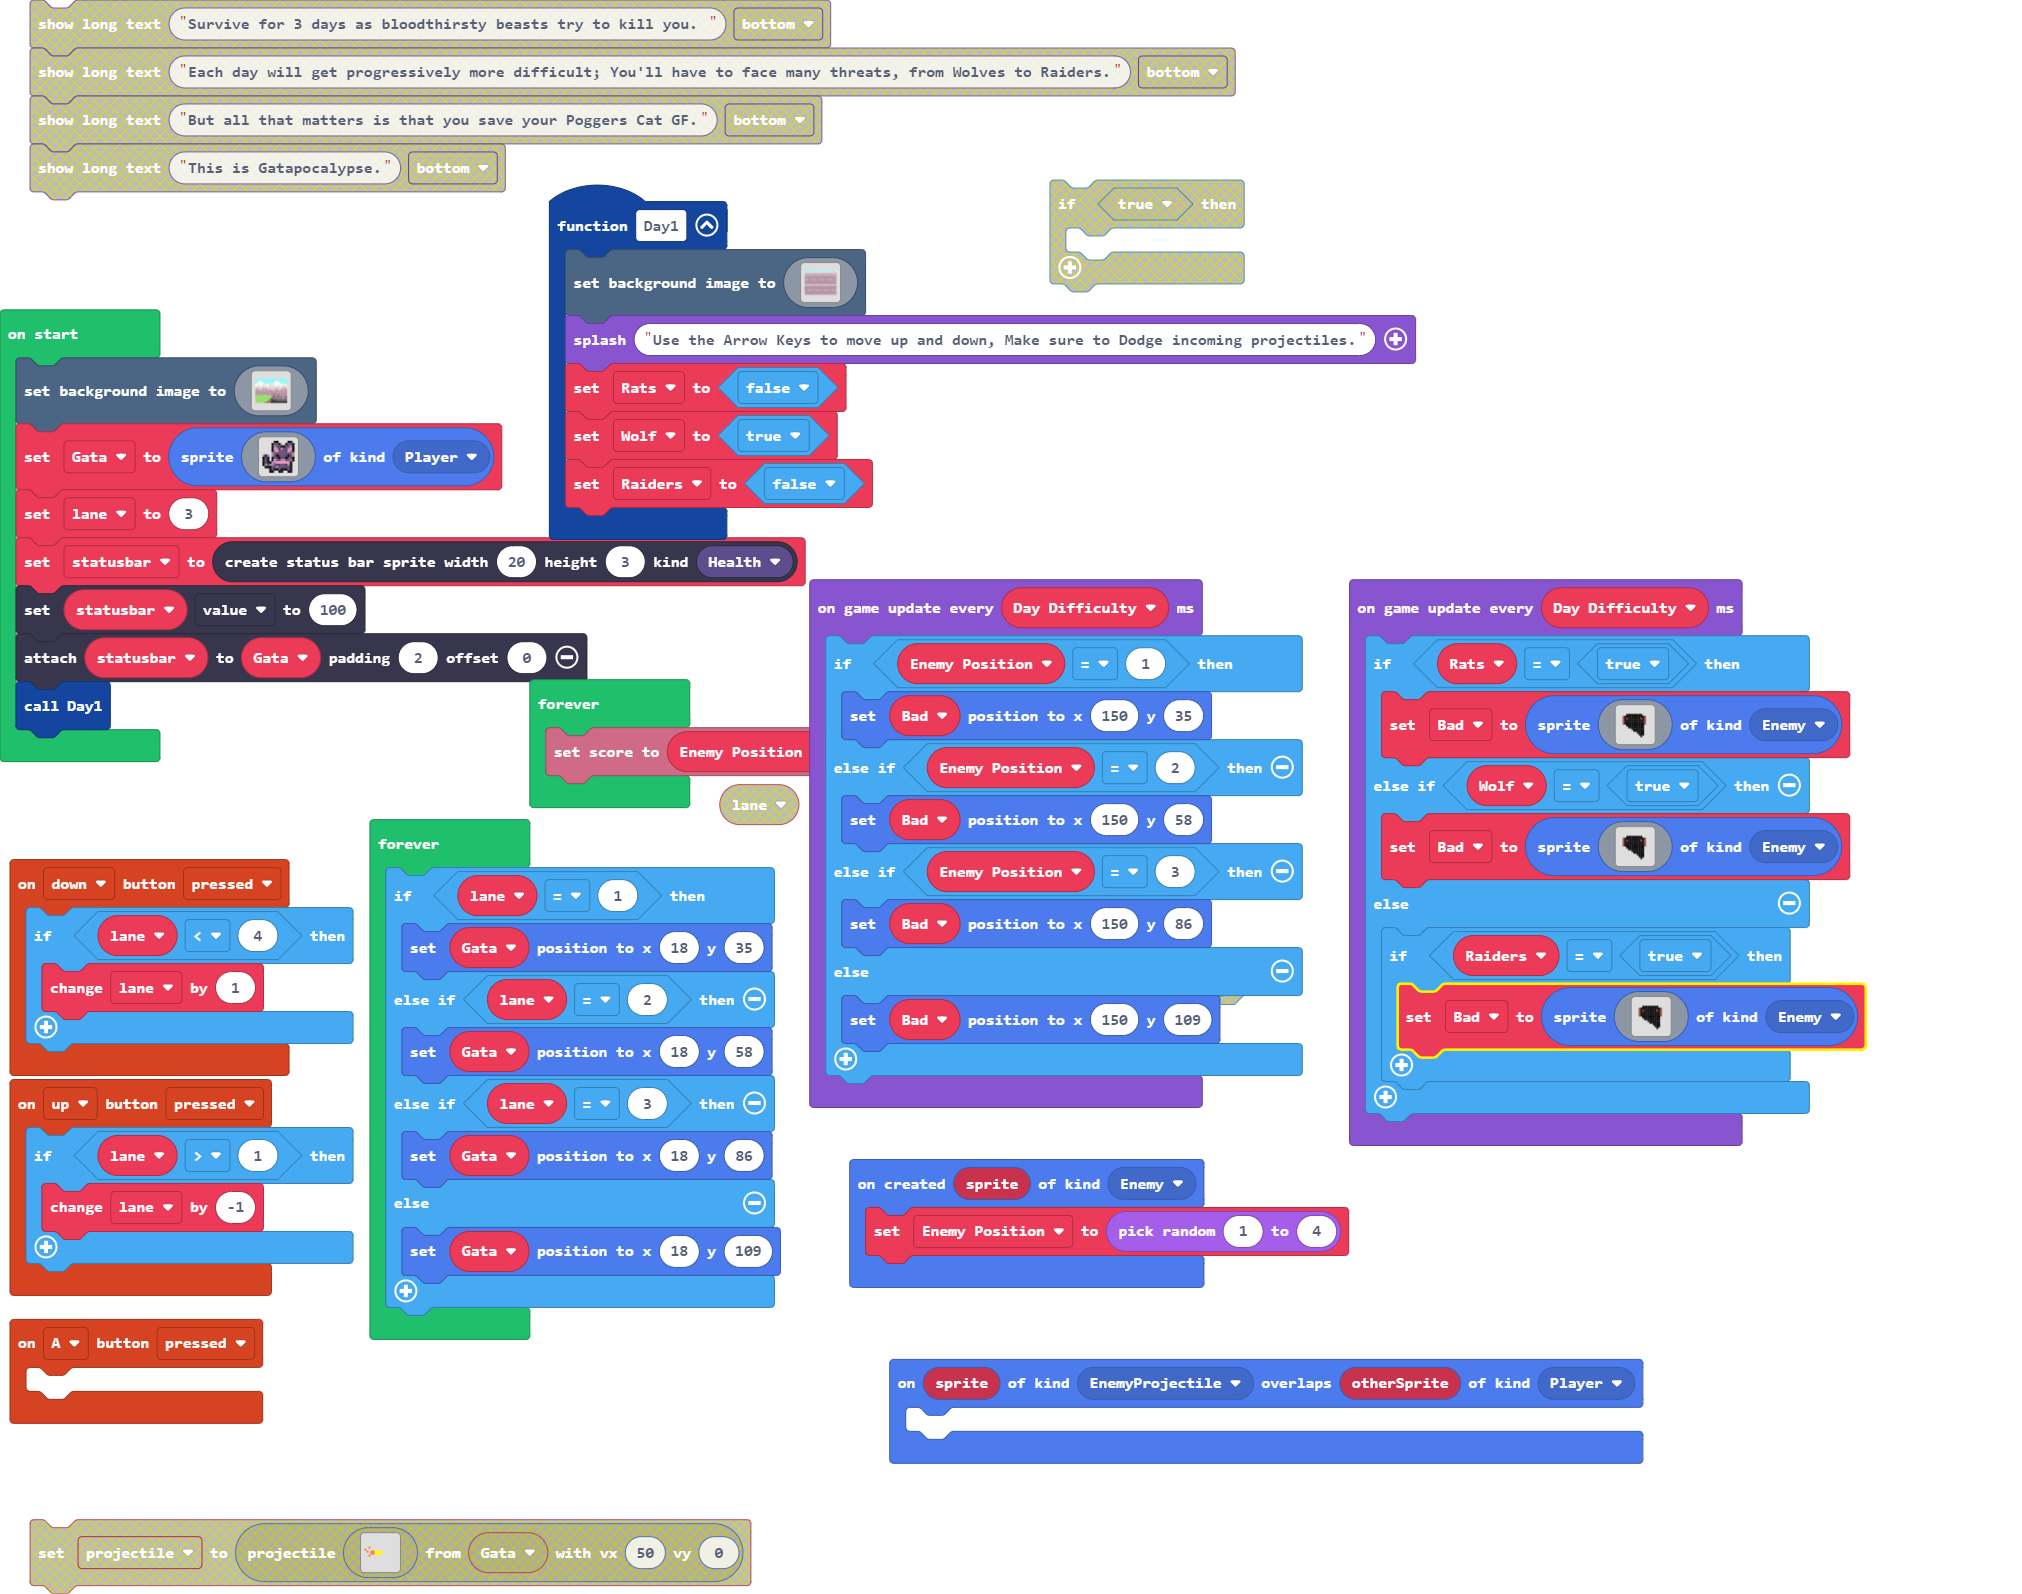 show long text "Survive for 3 days as bloodthirsty beasts try to kill you. " bottom
show long text "Each day will get progressively more difficult; You'll have to face many threats, from Wolves to Raiders." bottom
show long text "But all that matters is that you save your Poggers Cat GF." bottom
show long text "This is Gatapocalypse." bottom
if true then
function Day1
set background image to
splash "Use the Arrow Keys to move up and down, Make sure to Dodge incoming projectiles."
set Rats to false
set Wolf to true
set Raiders to false
on start
set background image to
set Gata to sprite of kind Player
set lane to 3
set statusbar to create status bar sprite width 20 height 3 kind Health
set statusbar value to 100
attach statusbar to Gata padding 2 offset 0
call Day1
forever
set score to Enemy Position
lane
on game update every Day Difficulty ms
if Enemy Position = 1 then
set Bad position to x 150 y 35
else if Enemy Position = 2 then
set Bad position to x 150 y 58
else if Enemy Position = 3 then
set Bad position to x 150 y 86
else
set Bad position to x 150 y 109
on game update every Day Difficulty ms
if Rats = true then
set Bad to sprite of kind Enemy
else if Wolf = true then
set Bad to sprite of kind Enemy
else
if Raiders = true then
set Bad to sprite of kind Enemy
on down button pressed
if lane < 4 then
change lane by 1
on up button pressed
if lane > 1 then
change lane by -1
on A button pressed
forever
if lane = 1 then
set Gata position to x 18 y 35
else if lane = 2 then
set Gata position to x 18 y 58
else if lane = 3 then
set Gata position to x 18 y 86
else
set Gata position to x 18 y 109
on created sprite of kind Enemy
set Enemy Position to pick random 1 to 4
on sprite of kind EnemyProjectile overlaps otherSprite of kind Player
set projectile to projectile from Gata with vx 50 vy 0